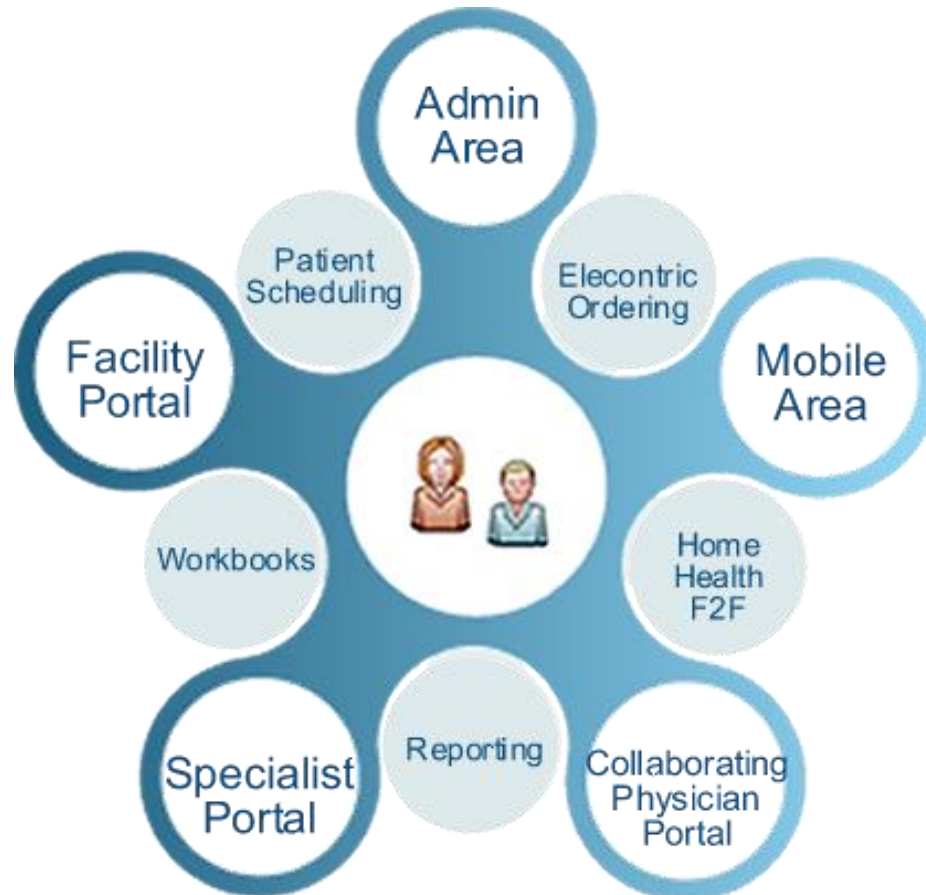 Admin
Area
Patient
Scheduling
Elecontric
Ordering
Facility
Portal
Mobile
Area
Workbooks
Home
Health
F2F
Specialist
Portal
Reporting
Collaborating
Physician
Portal